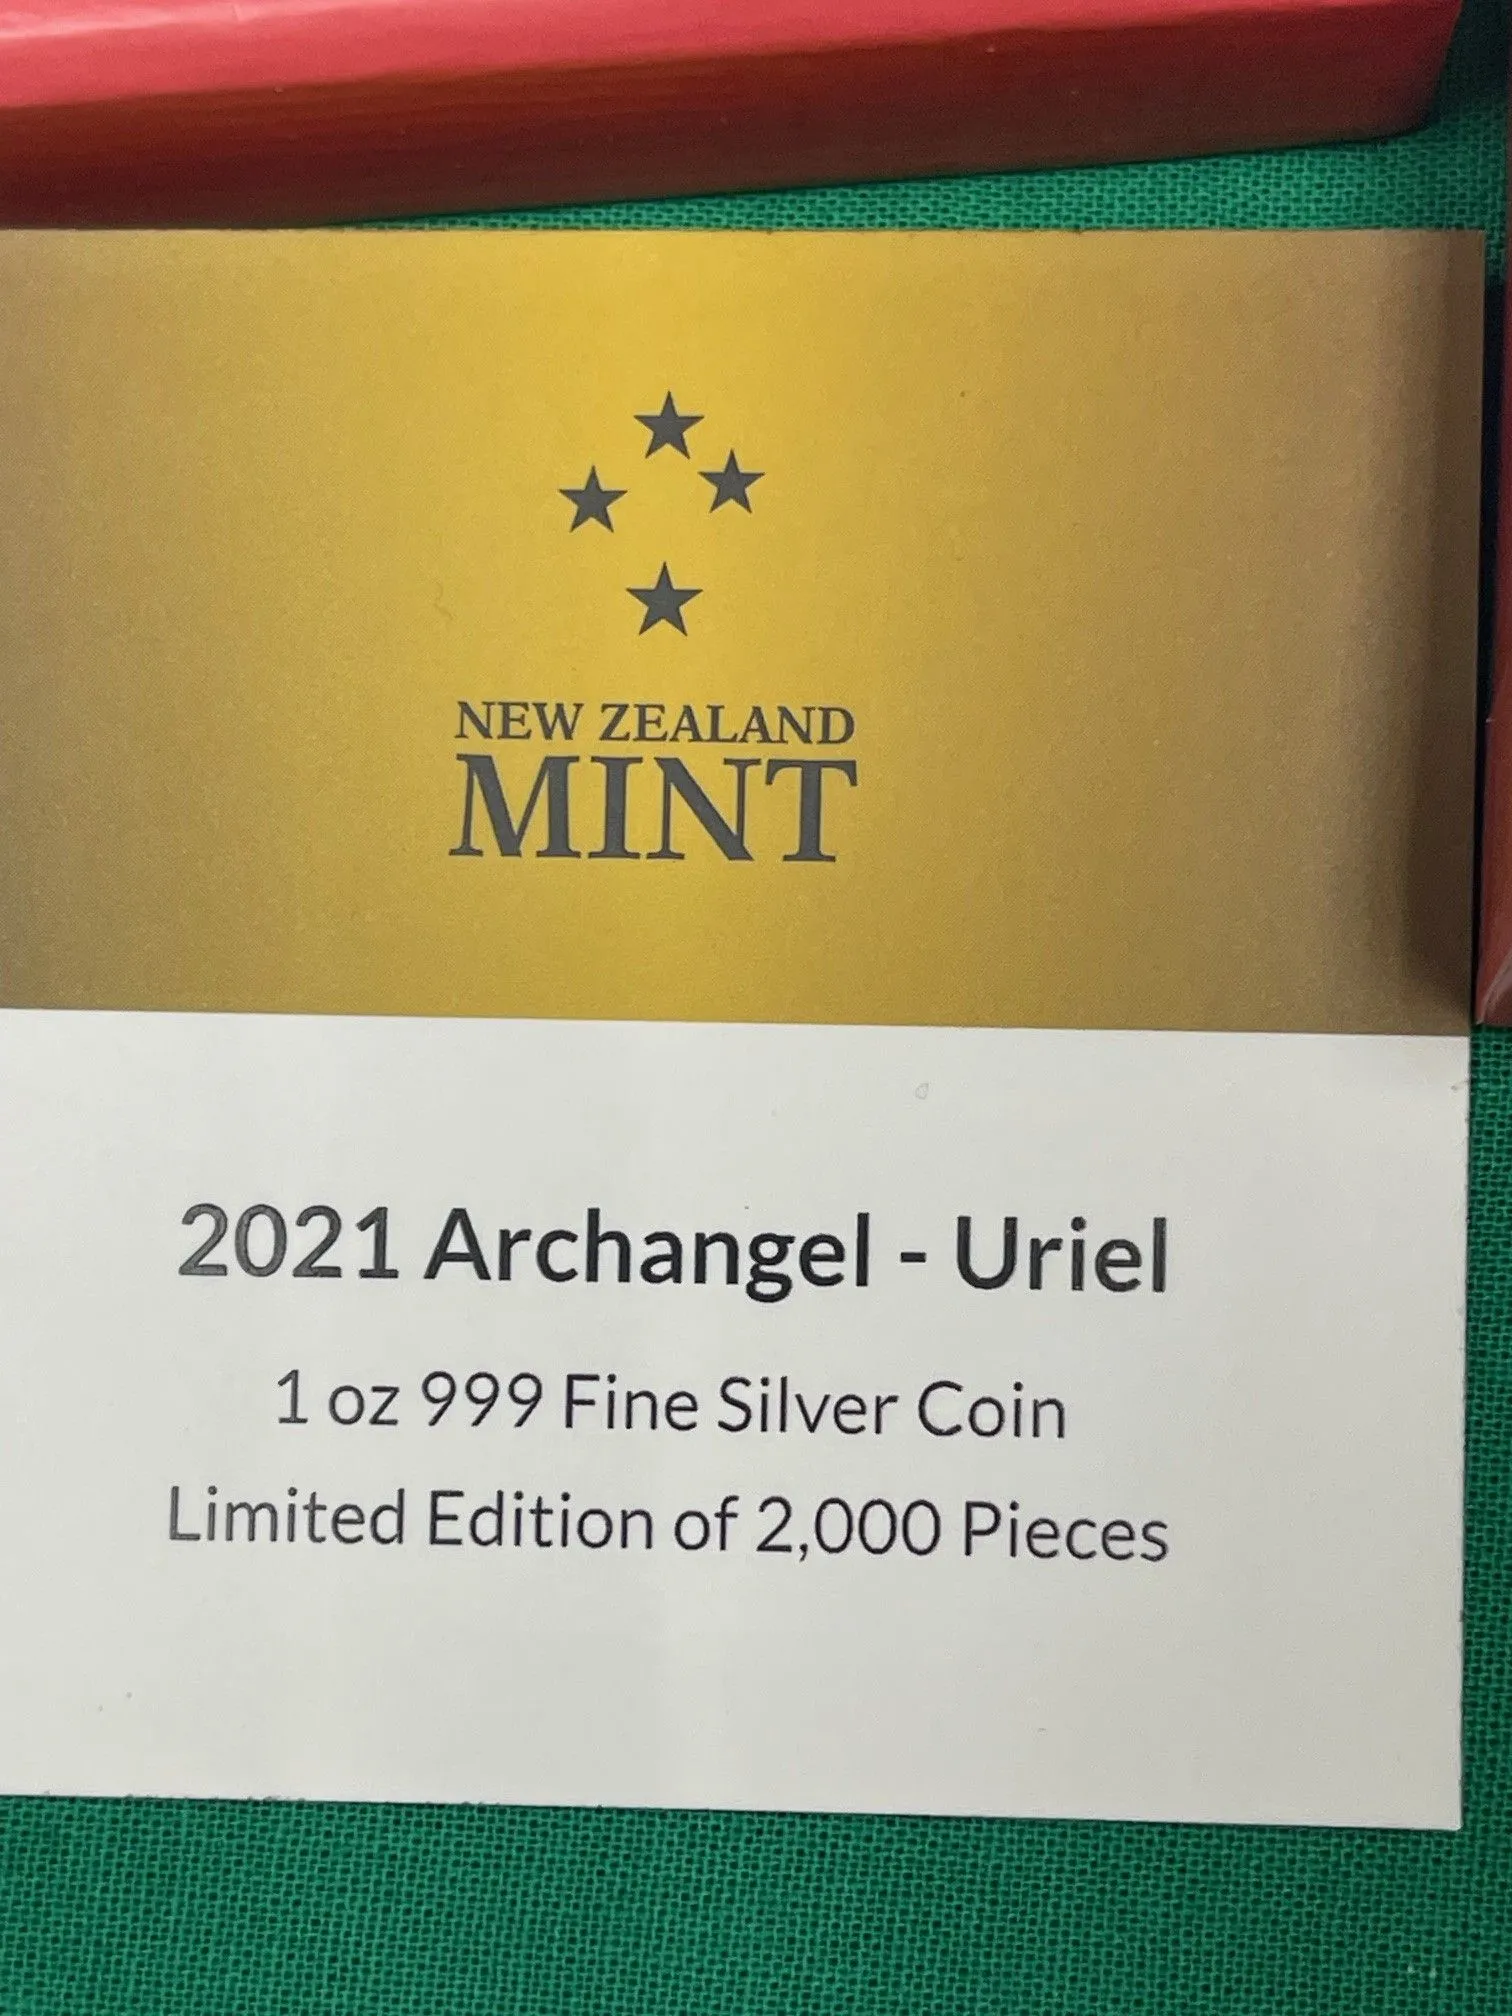 NEW ZEALAND
MINT
2021 Archangel - Uriel
1 oz 999 Fine Silver Coin
Limited Edition of 2,000 Pieces